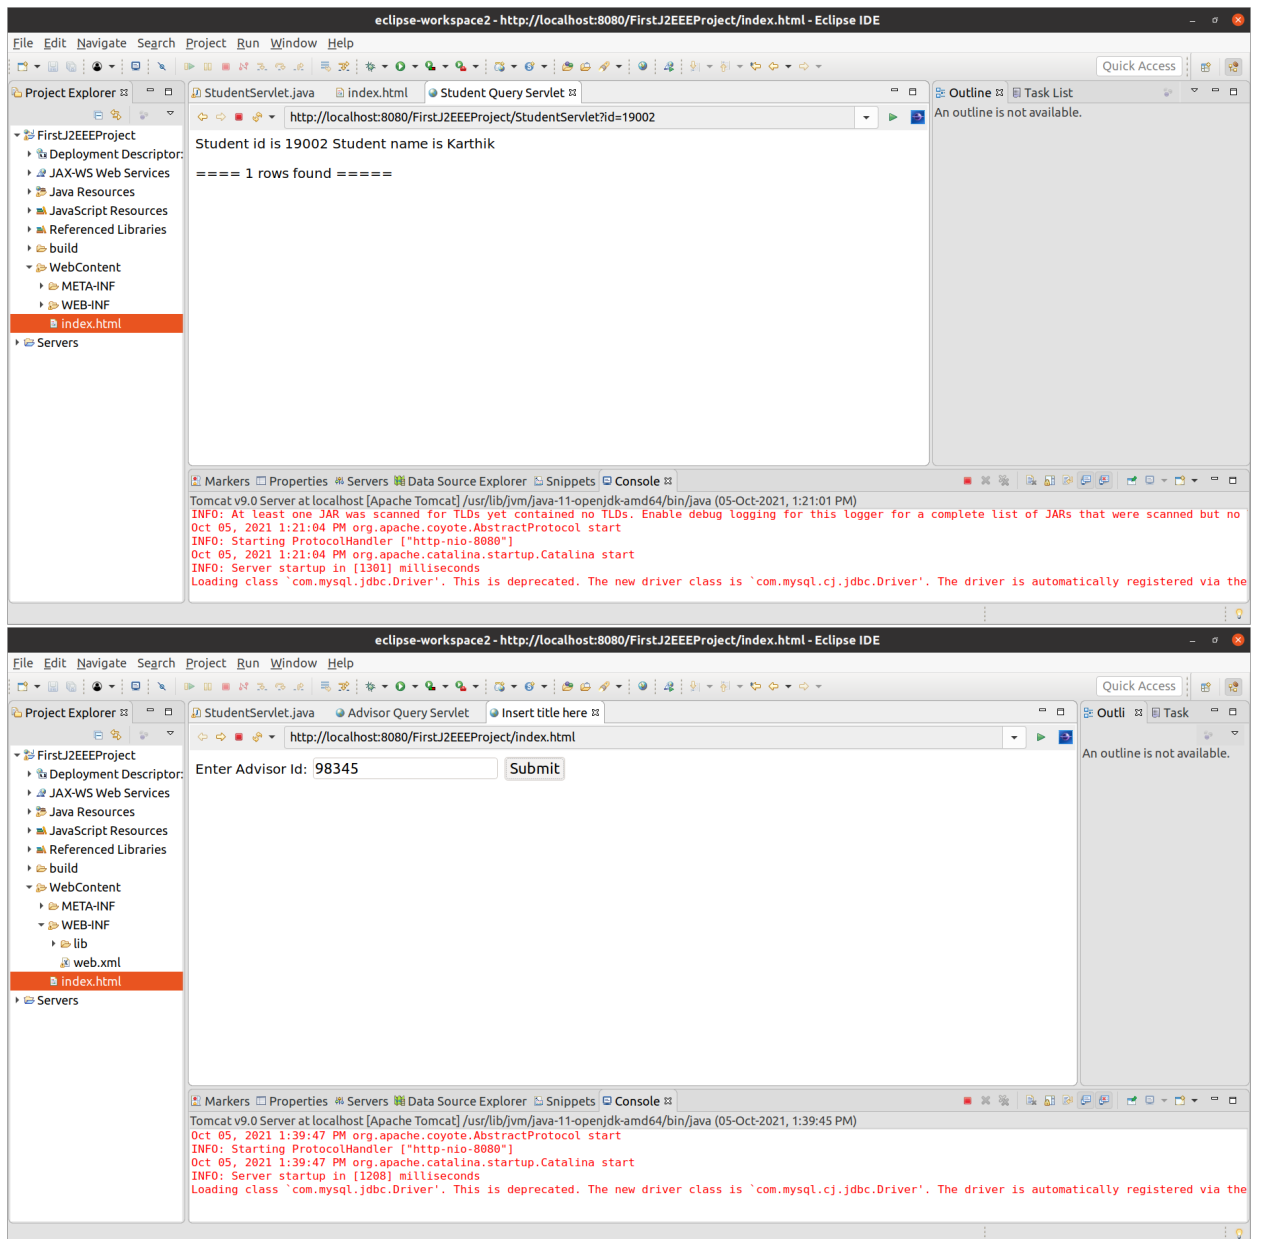 eclipse-workspace2 - http://localhost:8080/FirstJ2EEEProject/index.html - Eclipse IDE
File Edit Navigate Search Project Run Window Help
Quick Access
Project Explorer
StudentServlet.java index.html Student Query Servlet
Outline Task List
http://localhost:8080/FirstJ2EEEProject/StudentServlet?id=19002
An outline is not available.
FirstJ2EEEProject
Deployment Descriptor:
JAX-WS Web Services
Java Resources
JavaScript Resources
Referenced Libraries
build
WebContent
META-INF
WEB-INF
index.html
Servers
Student id is 19002 Student name is Karthik
==== 1 rows found =====
Markers Properties Servers Data Source Explorer Snippets Console
Tomcat v9.0 Server at localhost [Apache Tomcat] /usr/lib/jvm/java-11-openjdk-amd64/bin/java (05-Oct-2021, 1:21:01 PM)
INFO: At least one JAR was scanned for TLDs yet contained no TLDs. Enable debug logging for this logger for a complete list of JARs that were scanned but no
Oct 05, 2021 1:21:04 PM org.apache.coyote.AbstractProtocol start
INFO: Starting ProtocolHandler ["http-nio-8080"]
Oct 05, 2021 1:21:04 PM org.apache.catalina.startup.Catalina start
INFO: Server startup in [1301] milliseconds
Loading class `com.mysql.jdbc.Driver'. This is deprecated. The new driver class is `com.mysql.cj.jdbc.Driver'. The driver is automatically registered via the
eclipse-workspace2 - http://localhost:8080/FirstJ2EEEProject/index.html - Eclipse IDE
File Edit Navigate Search Project Run Window Help
Quick Access
Project Explorer
StudentServlet.java Advisor Query Servlet Insert title here
Outli Task
http://localhost:8080/FirstJ2EEEProject/index.html
An outline is not available.
FirstJ2EEEProject
Deployment Descriptor:
JAX-WS Web Services
Java Resources
JavaScript Resources
Referenced Libraries
build
WebContent
META-INF
WEB-INF
lib
web.xml
index.html
Servers
Enter Advisor Id: 98345 Submit
Markers Properties Servers Data Source Explorer Snippets Console
Tomcat v9.0 Server at localhost [Apache Tomcat] /usr/lib/jvm/java-11-openjdk-amd64/bin/java (05-Oct-2021, 1:39:45 PM)
Oct 05, 2021 1:39:47 PM org.apache.coyote.AbstractProtocol start
INFO: Starting ProtocolHandler ["http-nio-8080"]
Oct 05, 2021 1:39:47 PM org.apache.catalina.startup.Catalina start
INFO: Server startup in [1208] milliseconds
Loading class `com.mysql.jdbc.Driver'. This is deprecated. The new driver class is `com.mysql.cj.jdbc.Driver'. The driver is automatically registered via the